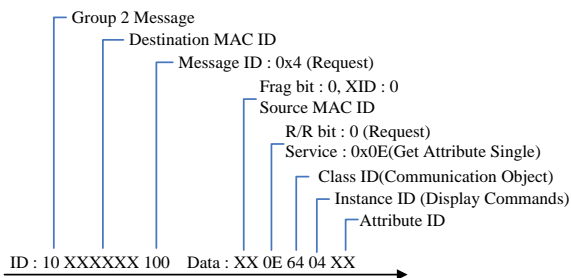 Group 2 Message
Destination MAC ID
Message ID : 0x4 (Request)
Frag bit : 0, XID : 0
Source MAC ID
R/R bit : 0 (Request)
Service : 0x0E(Get Attribute Single)
Class ID(Communication Object)
Instance ID (Display Commands)
Attribute ID
ID : 10 XXXXXX 100 Data : XX 0E 64 04 XX